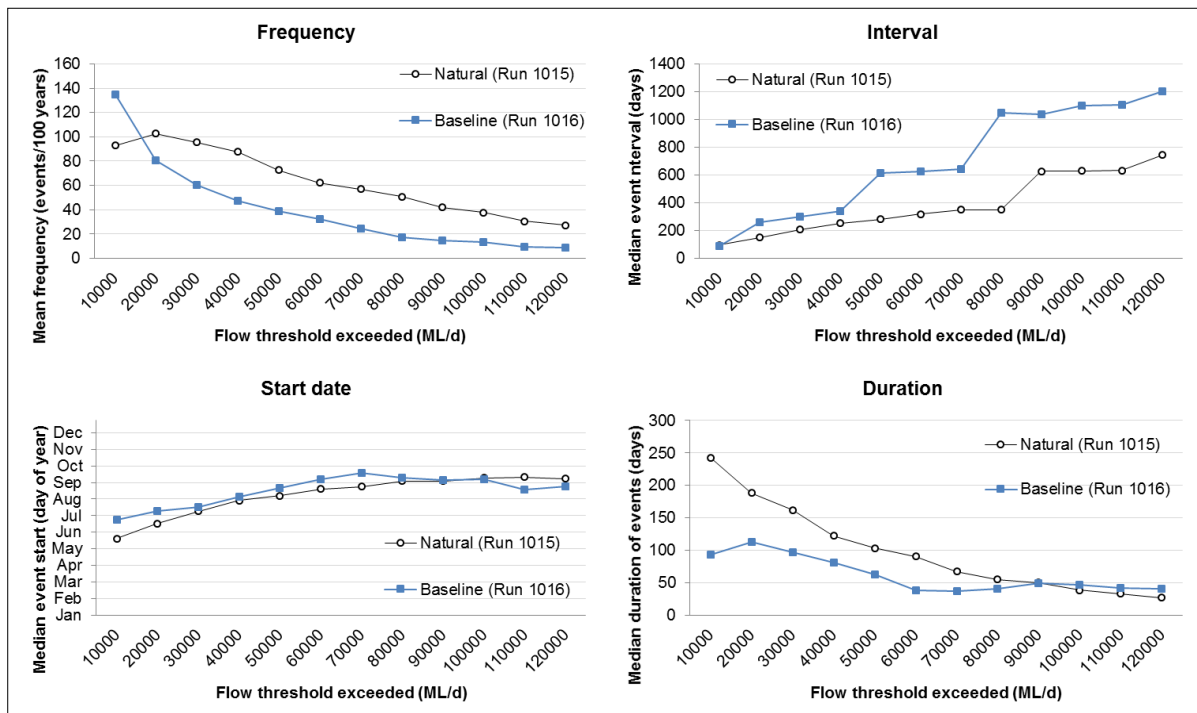 Frequency
Mean frequency (events/100 years)
160
140
120
100
80
60
40
20
0
Natural (Run 1015)
Baseline (Run 1016)
10000
20000
30000
40000
50000
60000
70000
80000
90000
100000
110000
120000
Flow threshold exceeded (ML/d)
Interval
Median event nterval (days)
1400
1200
1000
800
600
400
200
0
Natural (Run 1015)
Baseline (Run 1016)
10000
20000
30000
40000
50000
60000
70000
80000
90000
100000
110000
120000
Flow threshold exceeded (ML/d)
Start date
Median event start (day of year)
Dec
Nov
Oct
Sep
Aug
Jul
Jun
May
Apr
Mar
Feb
Jan
Natural (Run 1015)
Baseline (Run 1016)
10000
20000
30000
40000
50000
60000
70000
80000
90000
100000
110000
120000
Flow threshold exceeded (ML/d)
Duration
Median duration of events (days)
300
250
200
150
100
50
0
Natural (Run 1015)
Baseline (Run 1016)
10000
20000
30000
40000
50000
60000
70000
80000
90000
100000
110000
120000
Flow threshold exceeded (ML/d)